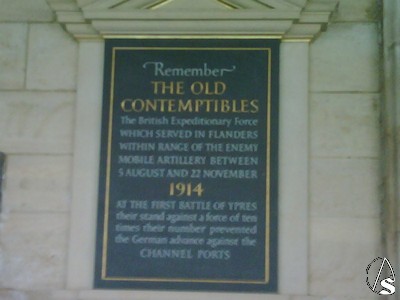 Remember
THE OLD
CONTEMPTIBLES
The British Expeditionary Force
WHICH SERVED IN FLANDERS
WITHIN RANGE OF THE ENEMY
MOBILE ARTILLERY BETWEEN
5 AUGUST AND 22 NOVEMBER
1914
AT THE FIRST BATTLE OF YPRES
their stand against a force of ten
times their number prevented
the German advance against the
CHANNEL PORTS